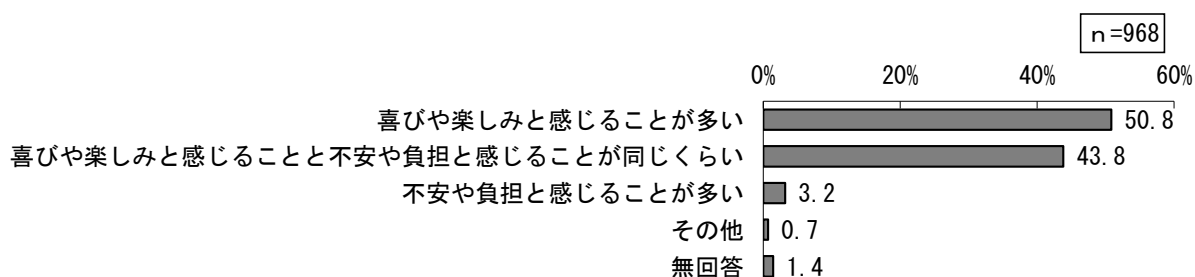 ｎ=968
0% 20% 40% 60%
喜びや楽しみと感じることが多い 50.8
喜びや楽しみと感じることと不安や負担と感じることが同じくらい 43.8
不安や負担と感じることが多い 3.2
その他 0.7
無回答 1.4